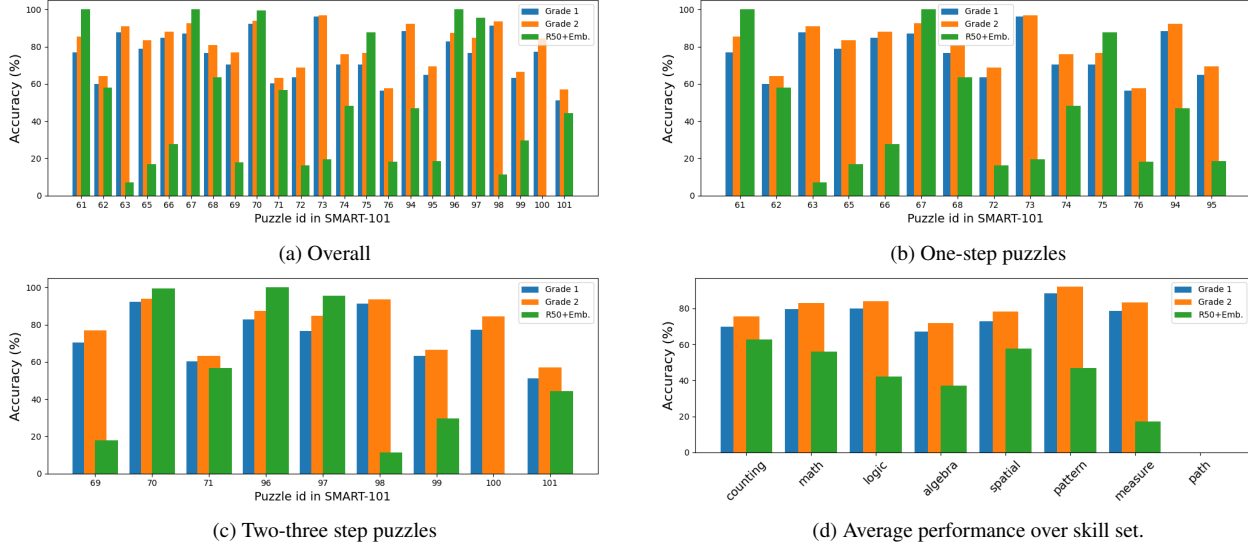 Accuracy (%)
100
80
60
40
20
0
Grade 1
Grade 2
R50+Emb.
61 62 63 65 66 67 68 69 70 71 72 73 74 75 76 94 95 96 97 98 99 100 101
Puzzle id in SMART-101
(a) Overall
Accuracy (%)
100
80
60
40
20
0
Grade 1
Grade 2
R50+Emb.
61 62 63 65 66 67 68 72 73 74 75 76 94 95
Puzzle id in SMART-101
(b) One-step puzzles
Accuracy (%)
100
80
60
40
20
0
Grade 1
Grade 2
R50+Emb.
69 70 71 96 97 98 99 100 101
Puzzle id in SMART-101
(c) Two-three step puzzles
Accuracy (%)
80
60
40
20
0
Grade 1
Grade 2
R50+Emb.
counting math logic algebra spatial pattern measure path
(d) Average performance over skill set.